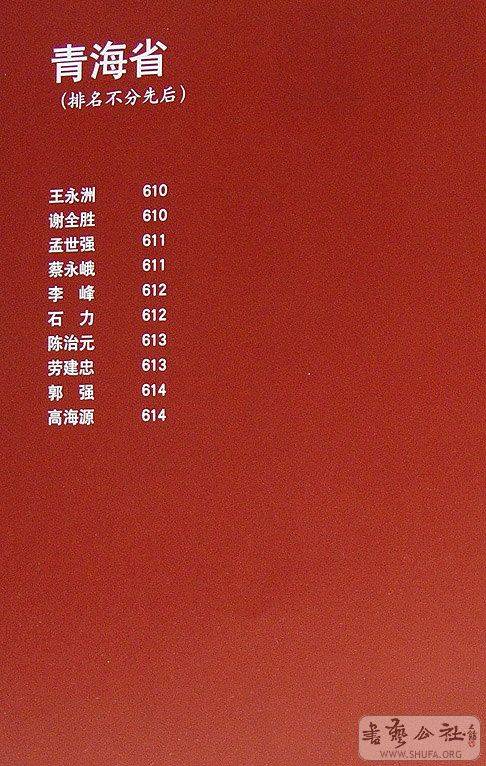 青海省
（排名不分先后）
王永洲 610
谢全胜 610
孟世强 611
蔡永峨 611
李 峰 612
石 力 612
陈治元 613
劳建忠 613
郭 强 614
高海源 614
書藝公社
WWW.SHUFA.ORG